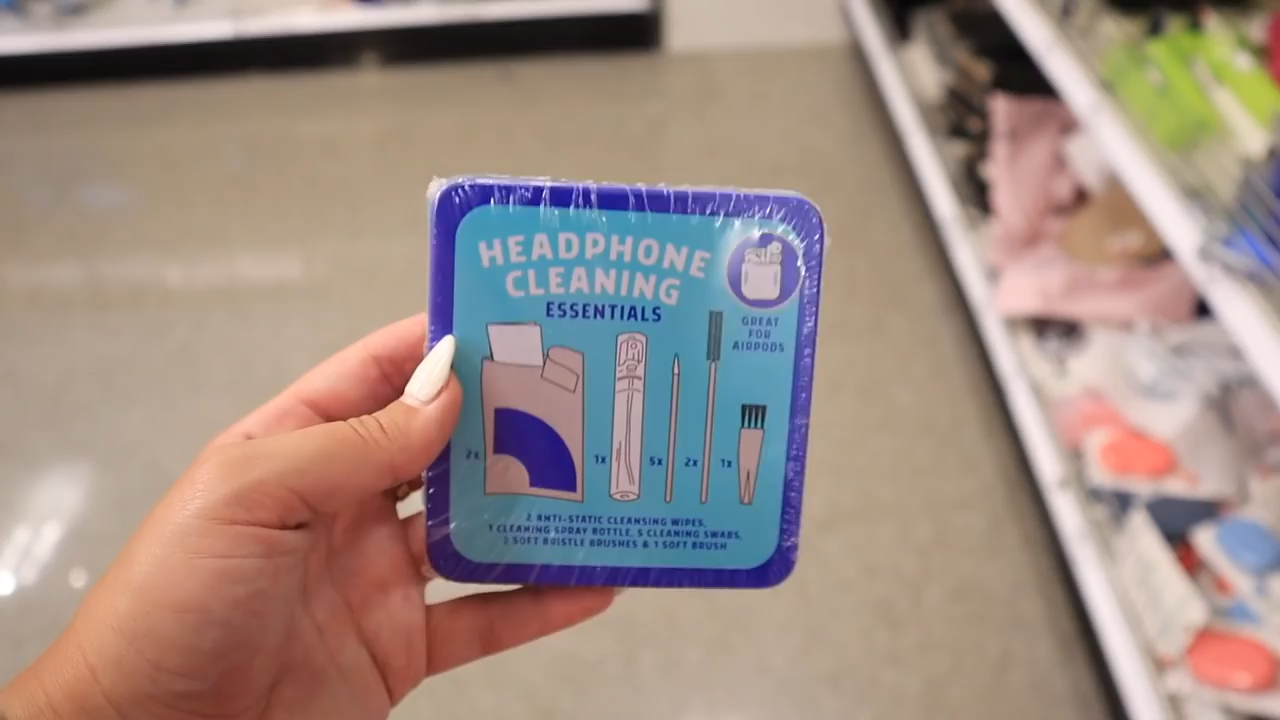 HEADPHONE
CLEANING
ESSENTIALS
GREAT
FOR
AIRPODS
2x
1x
5x
2x
1x
2 ANTI-STATIC CLEANSING WIPES,
1 CLEANING SPRAY BOTTLE, 5 CLEANING SWABS,
2 SOFT BRISTLE BRUSHES & 1 SOFT BRUSH